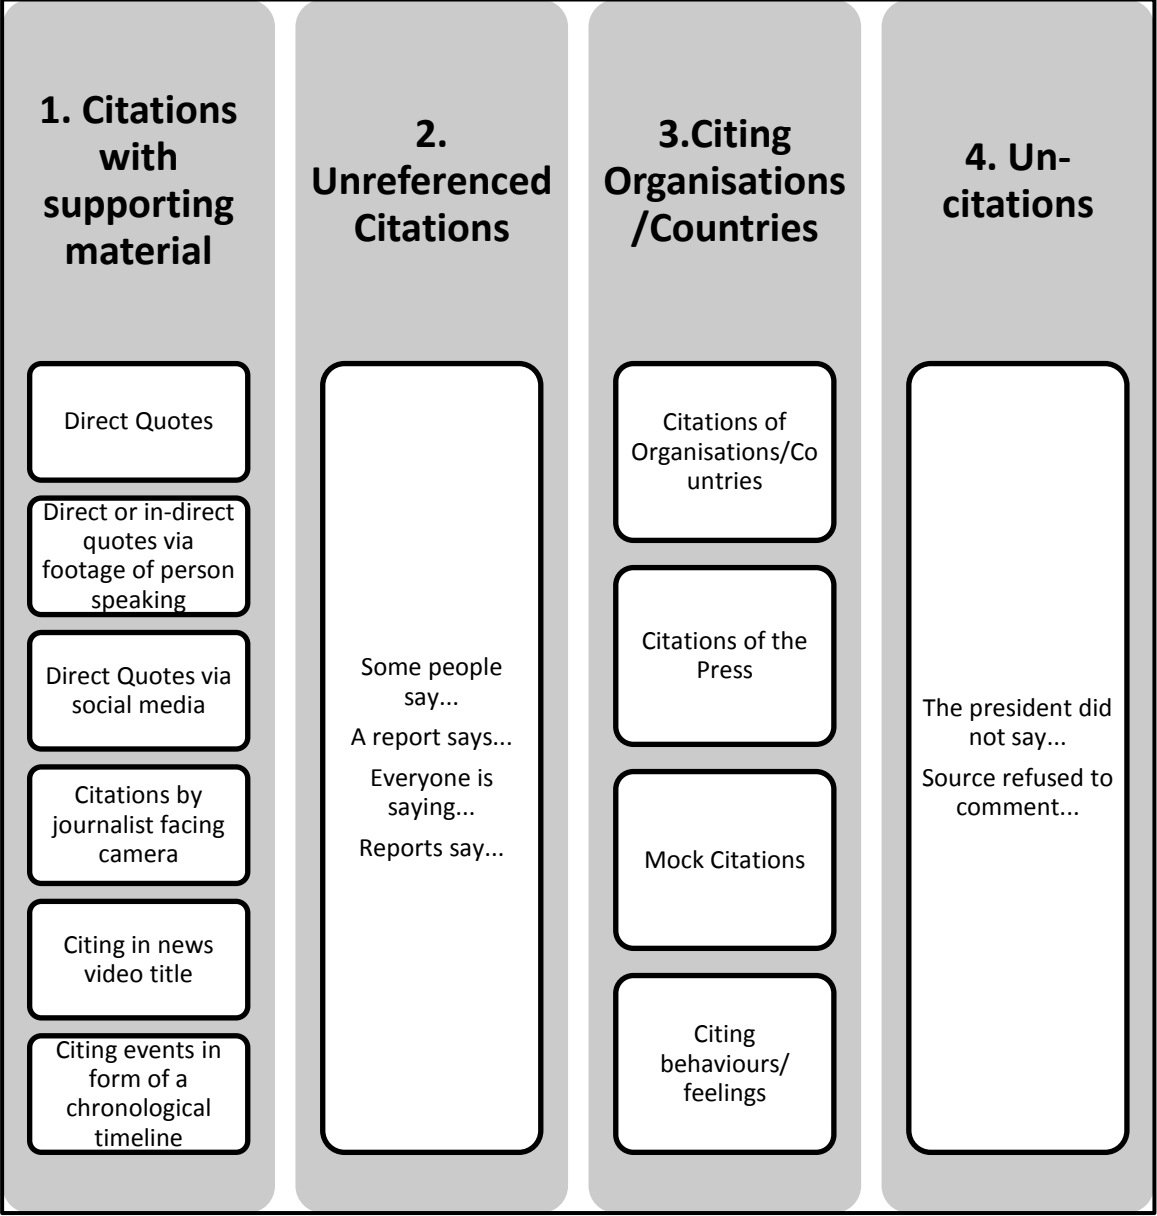 1. Citations
with
supporting
material
Direct Quotes
Direct or in-direct
quotes via
footage of person
speaking
Direct Quotes via
social media
Citations by
journalist facing
camera
Citing in news
video title
Citing events in
form of a
chronological
timeline
2.
Unreferenced
Citations
Some people
say...
A report says...
Everyone is
saying...
Reports say...
3.Citing
Organisations
/Countries
Citations of
Organisations/Co
untries
Citations of the
Press
Mock Citations
Citing
behaviours/
feelings
4. Un-
citations
The president did
not say...
Source refused to
comment...